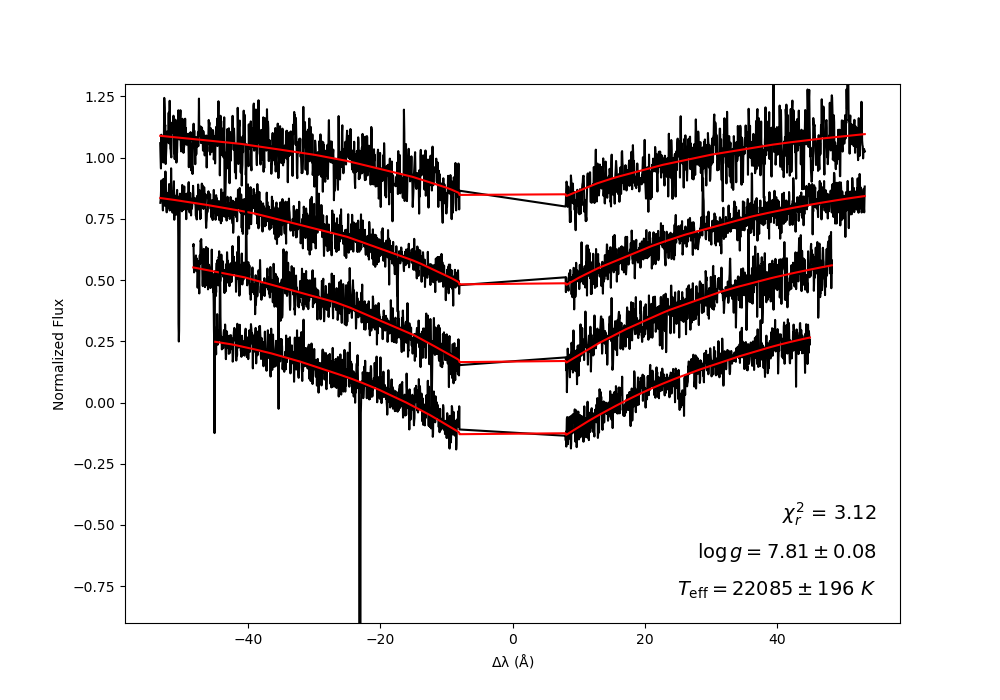 1.25
1.00
0.75
0.50
0.25
0.00
−0.25
−0.50
−0.75
Normalized Flux
χ²ᵣ = 3.12
log g = 7.81 ± 0.08
T_eff = 22085 ± 196 K
−40 −20 0 20 40
Δλ (Å)